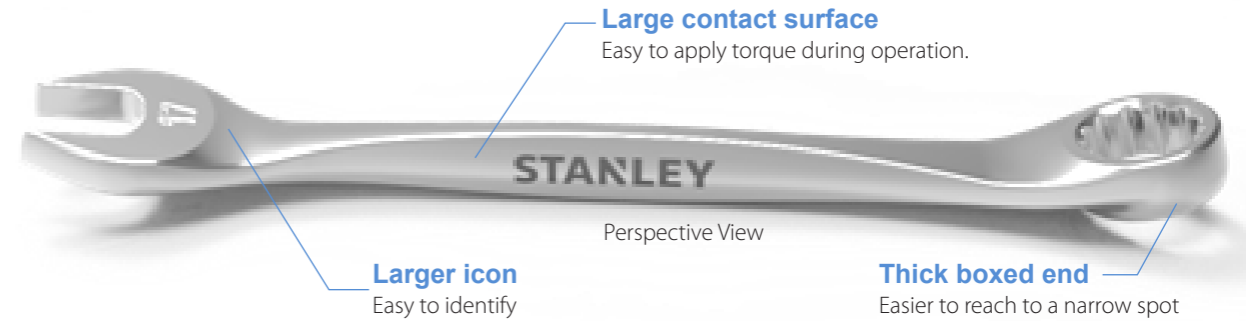 Large contact surface
Easy to apply torque during operation.
17
STANLEY
Perspective View
Larger icon
Easy to identify
Thick boxed end
Easier to reach to a narrow spot